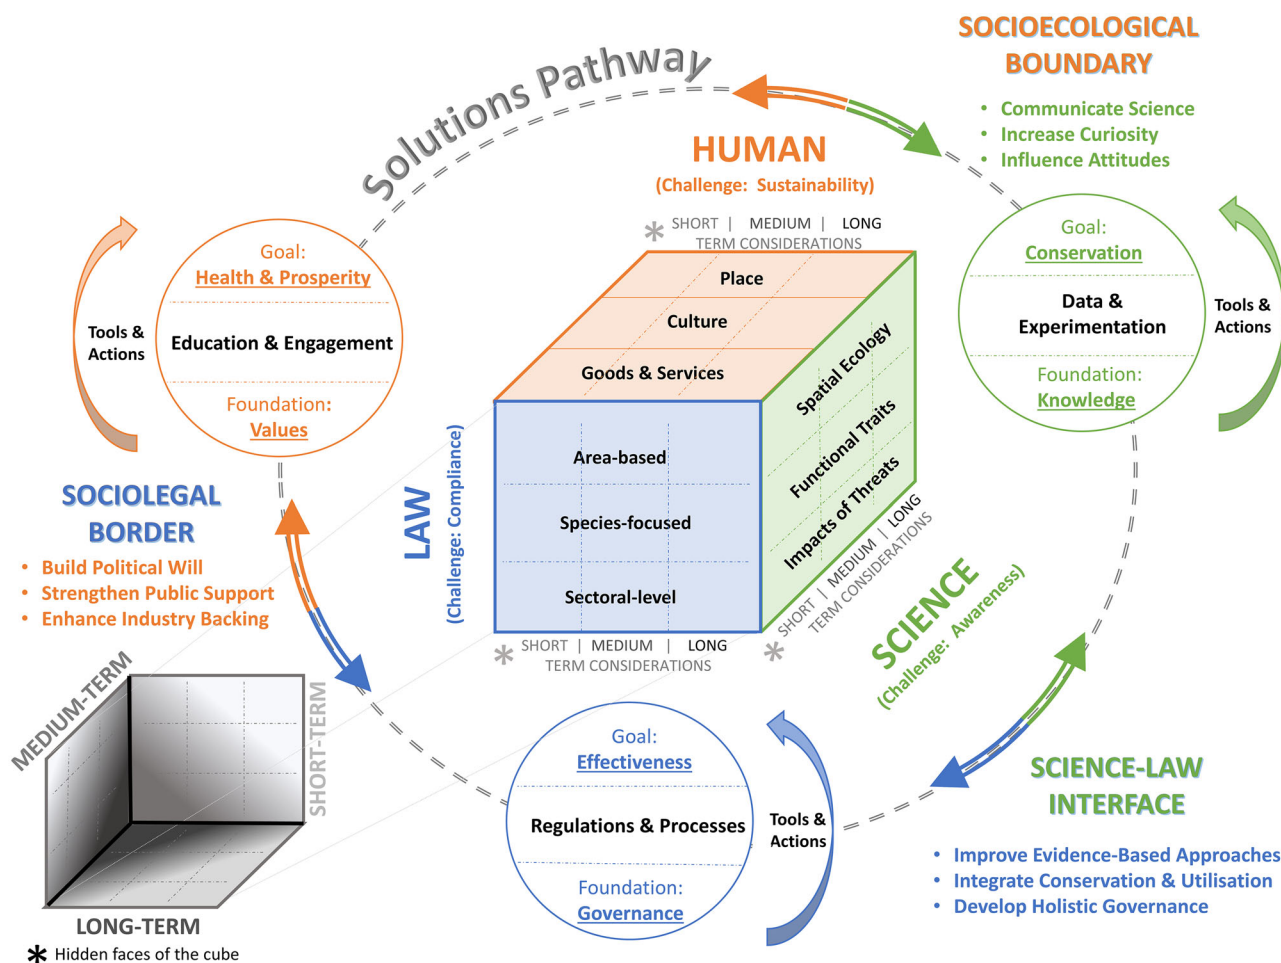 Solutions Pathway
SOCIOECOLOGICAL
BOUNDARY
• Communicate Science
• Increase Curiosity
• Influence Attitudes
HUMAN
(Challenge: Sustainability)
* SHORT | MEDIUM | LONG
TERM CONSIDERATIONS
Goal:
Health & Prosperity
Education & Engagement
Foundation:
Values
Tools &
Actions
Goal:
Conservation
Data &
Experimentation
Foundation:
Knowledge
Tools &
Actions
Place
Culture
Goods & Services
Spatial Ecology
Functional Traits
Impacts of Threats
LAW
(Challenge: Compliance)
Area-based
Species-focused
Sectoral-level
* SHORT | MEDIUM | LONG
TERM CONSIDERATIONS
* SHORT | MEDIUM | LONG
TERM CONSIDERATIONS
SCIENCE
(Challenge: Awareness)
SOCIOLEGAL
BORDER
• Build Political Will
• Strengthen Public Support
• Enhance Industry Backing
MEDIUM-TERM
SHORT-TERM
LONG-TERM
* Hidden faces of the cube
Goal:
Effectiveness
Regulations & Processes
Foundation:
Governance
Tools &
Actions
SCIENCE-LAW
INTERFACE
• Improve Evidence-Based Approaches
• Integrate Conservation & Utilisation
• Develop Holistic Governance